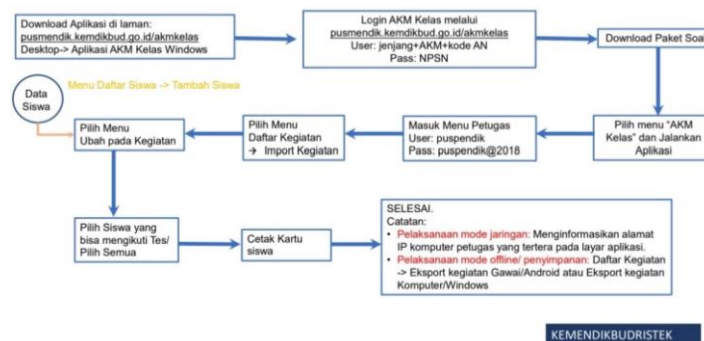 Download Aplikasi di laman:
pusmendik.kemdikbud.go.id/akmkelas
Desktop-> Aplikasi AKM Kelas Windows
Login AKM Kelas melalui
pusmendik.kemdikbud.go.id/akmkelas
User: jenjang+AKM+kode AN
Pass: NPSN
Download Paket Soal
Data
Siswa
Menu Daftar Siswa -> Tambah Siswa
Pilih Menu
Ubah pada Kegiatan
Pilih Menu
Daftar Kegiatan
→ Import Kegiatan
Masuk Menu Petugas
User: puspendik
Pass: puspendik@2018
Pilih menu “AKM
Kelas” dan Jalankan
Aplikasi
Pilih Siswa yang
bisa mengikuti Tes/
Pilih Semua
Cetak Kartu
siswa
SELESAI.
Catatan:
• Pelaksanaan mode jaringan: Menginformasikan alamat
IP komputer petugas yang tertera pada layar aplikasi.
• Pelaksanaan mode offline/ penyimpanan: Daftar Kegiatan
-> Eksport kegiatan Gawai/Android atau Eksport kegiatan
Komputer/Windows
KEMENDIKBUDRISTEK